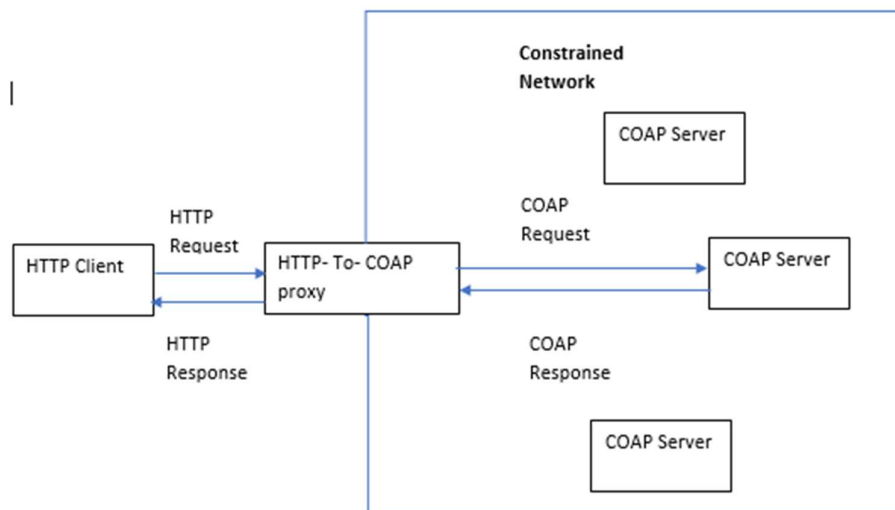 Constrained
Network
COAP Server
HTTP
Request
COAP
Request
HTTP Client
HTTP- To- COAP
proxy
COAP Server
HTTP
Response
COAP
Response
COAP Server